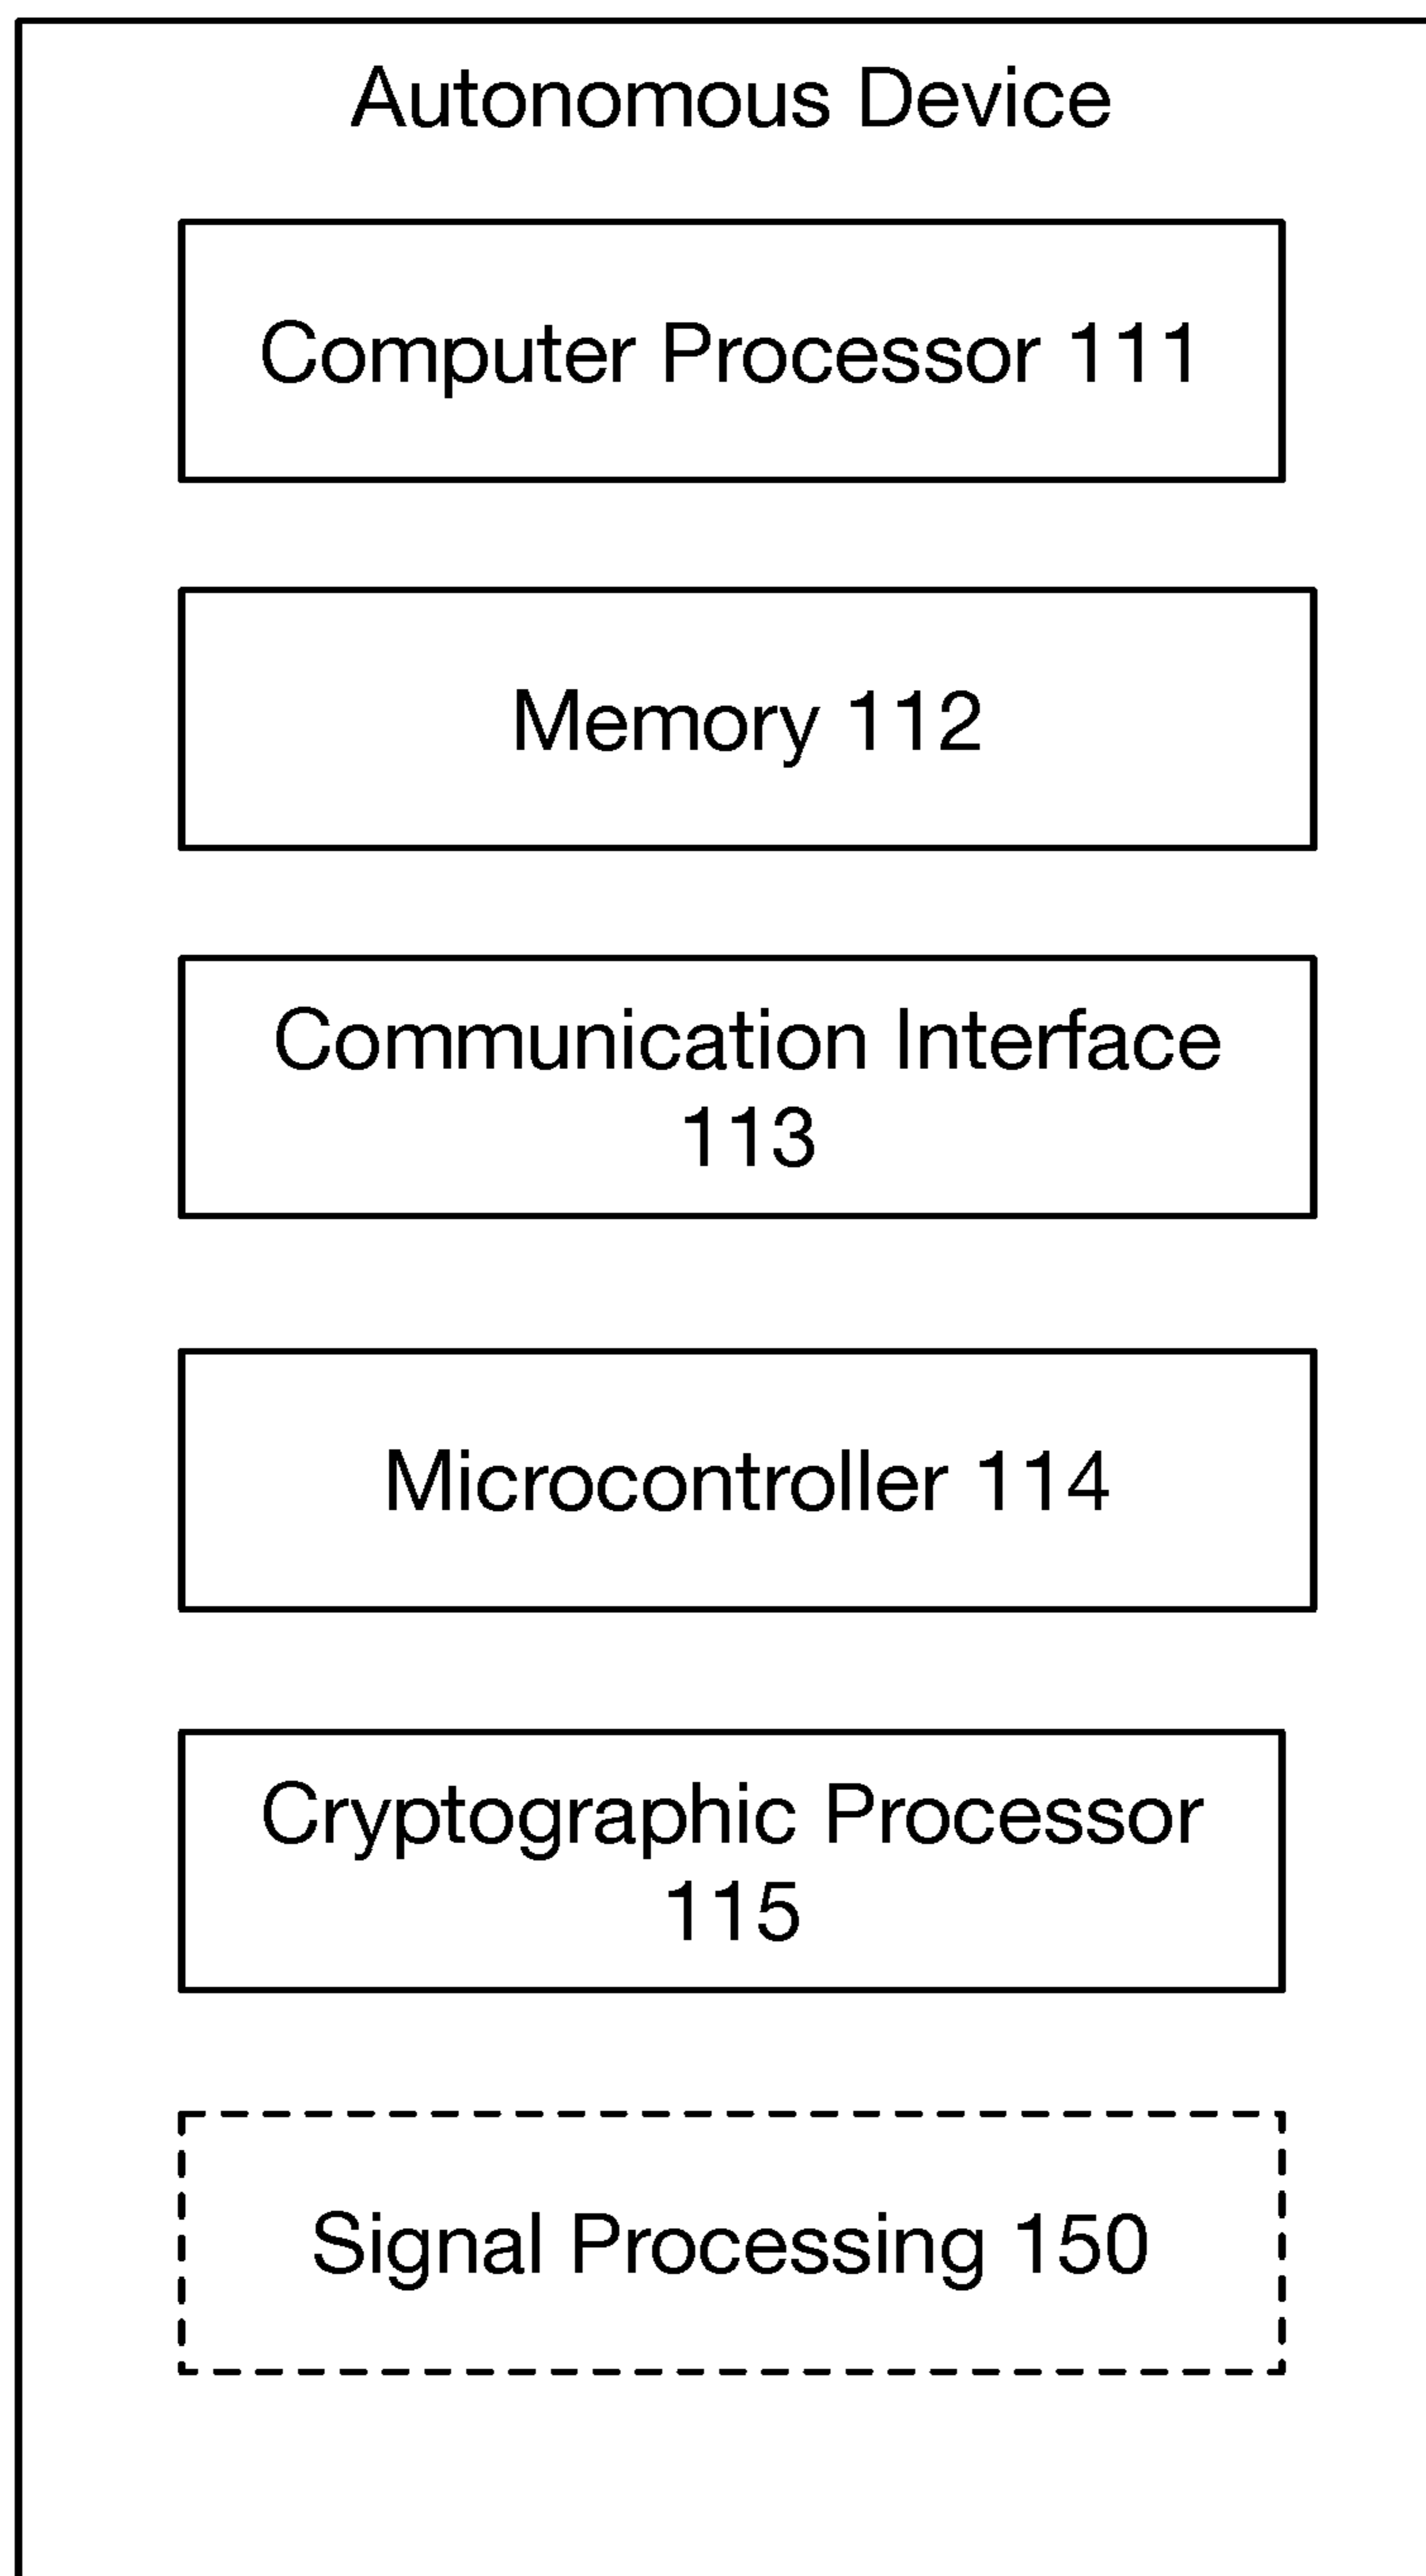 Autonomous Device
Computer Processor 111
Memory 112
Communication Interface
113
Microcontroller 114
Cryptographic Processor
115
Signal Processing 150